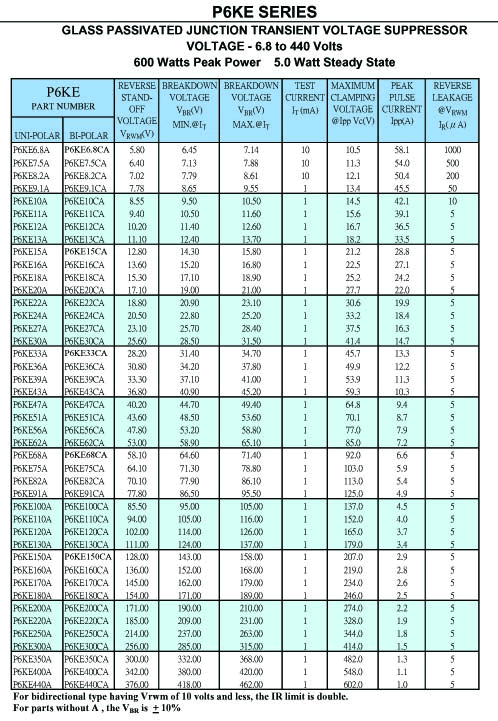 P6KE SERIES
GLASS PASSIVATED JUNCTION TRANSIENT VOLTAGE SUPPRESSOR
VOLTAGE - 6.8 to 440 Volts
600 Watts Peak Power 5.0 Watt Steady State
P6KE PART NUMBER UNI-POLAR BI-POLAR REVERSE STAND-OFF VOLTAGE VRWM(V) BREAKDOWN VOLTAGE VBR(V) MIN.@IT BREAKDOWN VOLTAGE VBR(V) MAX.@IT TEST CURRENT IT (mA) MAXIMUM CLAMPING VOLTAGE @Ipp Vc(V) PEAK PULSE CURRENT Ipp(A) REVERSE LEAKAGE @VRWM IR(μA)
P6KE6.8A P6KE6.8CA 5.80 6.45 7.14 10 10.5 58.1 1000
P6KE7.5A P6KE7.5CA 6.40 7.13 7.88 10 11.3 54.0 500
P6KE8.2A P6KE8.2CA 7.02 7.79 8.61 10 12.1 50.4 200
P6KE9.1A P6KE9.1CA 7.78 8.65 9.55 1 13.4 45.5 50
P6KE10A P6KE10CA 8.55 9.50 10.50 1 14.5 42.1 10
P6KE11A P6KE11CA 9.40 10.50 11.60 1 15.6 39.1 5
P6KE12A P6KE12CA 10.20 11.40 12.60 1 16.7 36.5 5
P6KE13A P6KE13CA 11.10 12.40 13.70 1 18.2 33.5 5
P6KE15A P6KE15CA 12.80 14.30 15.80 1 21.2 28.8 5
P6KE16A P6KE16CA 13.60 15.20 16.80 1 22.5 27.1 5
P6KE18A P6KE18CA 15.30 17.10 18.90 1 25.2 24.2 5
P6KE20A P6KE20CA 17.10 19.00 21.00 1 27.7 22.0 5
P6KE22A P6KE22CA 18.80 20.90 23.10 1 30.6 19.9 5
P6KE24A P6KE24CA 20.50 22.80 25.20 1 33.2 18.4 5
P6KE27A P6KE27CA 23.10 25.70 28.40 1 37.5 16.3 5
P6KE30A P6KE30CA 25.60 28.50 31.50 1 41.4 14.7 5
P6KE33A P6KE33CA 28.20 31.40 34.70 1 45.7 13.3 5
P6KE36A P6KE36CA 30.80 34.20 37.80 1 49.9 12.2 5
P6KE39A P6KE39CA 33.30 37.10 41.00 1 53.9 11.3 5
P6KE43A P6KE43CA 36.80 40.90 45.20 1 59.3 10.3 5
P6KE47A P6KE47CA 40.20 44.70 49.40 1 64.8 9.4 5
P6KE51A P6KE51CA 43.60 48.50 53.60 1 70.1 8.7 5
P6KE56A P6KE56CA 47.80 53.20 58.80 1 77.0 7.9 5
P6KE62A P6KE62CA 53.00 58.90 65.10 1 85.0 7.2 5
P6KE68A P6KE68CA 58.10 64.60 71.40 1 92.0 6.6 5
P6KE75A P6KE75CA 64.10 71.30 78.80 1 103.0 5.9 5
P6KE82A P6KE82CA 70.10 77.90 86.10 1 113.0 5.4 5
P6KE91A P6KE91CA 77.80 86.50 95.50 1 125.0 4.9 5
P6KE100A P6KE100CA 85.50 95.00 105.00 1 137.0 4.5 5
P6KE110A P6KE110CA 94.00 105.00 116.00 1 152.0 4.0 5
P6KE120A P6KE120CA 102.00 114.00 126.00 1 165.0 3.7 5
P6KE130A P6KE130CA 111.00 124.00 137.00 1 179.0 3.4 5
P6KE150A P6KE150CA 128.00 143.00 158.00 1 207.0 2.9 5
P6KE160A P6KE160CA 136.00 152.00 168.00 1 219.0 2.8 5
P6KE170A P6KE170CA 145.00 162.00 179.00 1 234.0 2.6 5
P6KE180A P6KE180CA 154.00 171.00 189.00 1 246.0 2.5 5
P6KE200A P6KE200CA 171.00 190.00 210.00 1 274.0 2.2 5
P6KE220A P6KE220CA 185.00 209.00 231.00 1 328.0 1.9 5
P6KE250A P6KE250CA 214.00 237.00 263.00 1 344.0 1.8 5
P6KE300A P6KE300CA 256.00 285.00 315.00 1 414.0 1.5 5
P6KE350A P6KE350CA 300.00 332.00 368.00 1 482.0 1.3 5
P6KE400A P6KE400CA 342.00 380.00 420.00 1 548.0 1.1 5
P6KE440A P6KE440CA 376.00 418.00 462.00 1 602.0 1.0 5
For bidirectional type having Vrwm of 10 volts and less, the IR limit is double.
For parts without A , the VBR is ± 10%